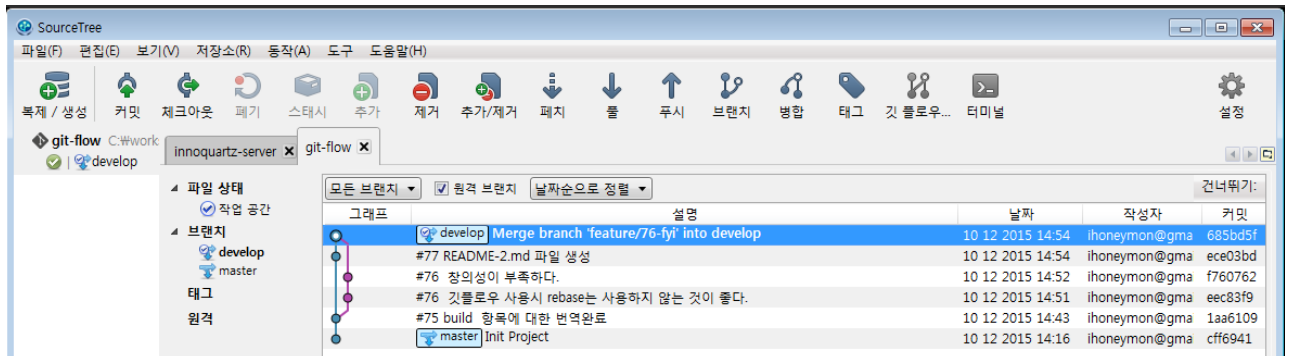 SourceTree
파일(F) 편집(E) 보기(V) 저장소(R) 동작(A) 도구 도움말(H)
복제 / 생성 커밋 체크아웃 폐기 스태시 추가 제거 추가/제거 페치 풀 푸시 브랜치 병합 태그 깃 플로우... 터미널 설정
git-flow C:₩work
develop
innoquartz-server git-flow
파일 상태
작업 공간
브랜치
develop
master
태그
원격
모든 브랜치 원격 브랜치 날짜순으로 정렬 건너뛰기:
그래프 설명 날짜 작성자 커밋
develop Merge branch 'feature/76-fyi' into develop 10 12 2015 14:54 ihoneymon@gma 685bd5f
#77 README-2.md 파일 생성 10 12 2015 14:54 ihoneymon@gma ece03bd
#76 창의성이 부족하다. 10 12 2015 14:52 ihoneymon@gma f760762
#76 깃플로우 사용시 rebase는 사용하지 않는 것이 좋다. 10 12 2015 14:51 ihoneymon@gma eec83f9
#75 build 항목에 대한 번역완료 10 12 2015 14:43 ihoneymon@gma 1aa6109
master Init Project 10 12 2015 14:16 ihoneymon@gma cff6941